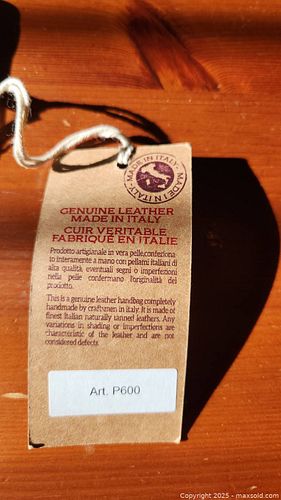 MADE IN ITALY · MADE IN ITALY
GENUINE LEATHER
MADE IN ITALY
CUIR VERITABLE
FABRIQUÉ EN ITALIE
Prodotto artigianale in vera pelle,confeziona
to interamente a mano con pellami italiani di
alta qualità, eventuali segni o imperfezioni
nella pelle confermano l'originalità del
prodotto.
This is a genuine leather handbag completely
handmade by craftsmen in italy. It is made of
finest Italian naturally tanned leathers. Any
variations in shading or imperfections are
characteristic of the leather and are not
considered defects.
Art. P600
Copyright 2025 - maxsold.com